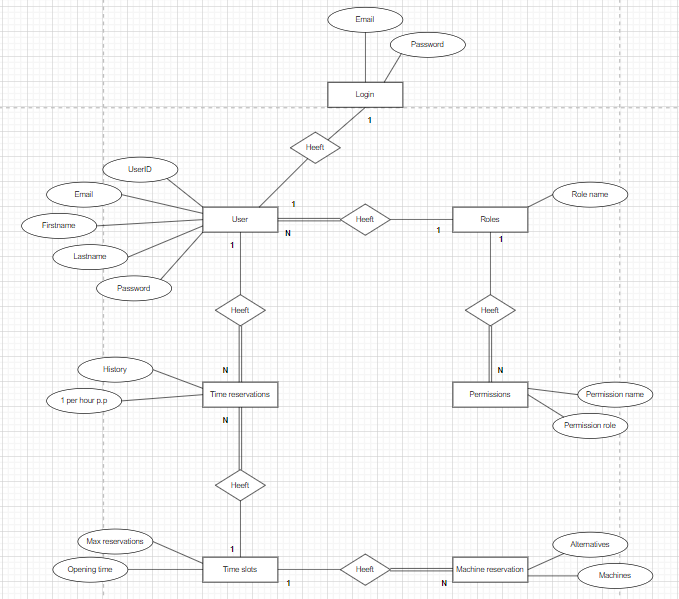 Email
Password
Login
1
Heeft
UserID
Email
Firstname
Lastname
Password
User
1
N
Heeft
1
Roles
Role name
1
1
Heeft
Heeft
N
N
History
1 per hour p.p
Time reservations
Permissions
Permission name
Permission role
N
Heeft
1
Max reservations
Opening time
Time slots
1
Heeft
N
Machine reservation
Alternatives
Machines